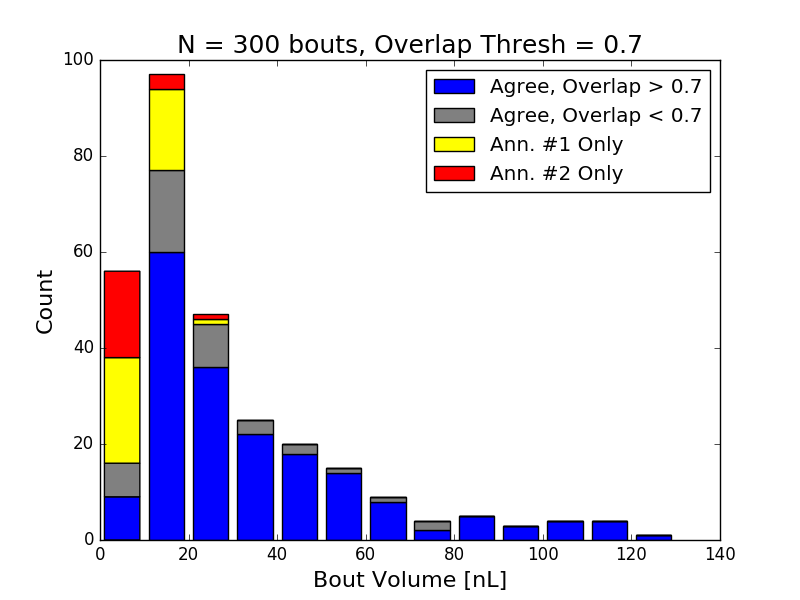 N = 300 bouts, Overlap Thresh = 0.7
100
80
60
40
20
0
Count
Agree, Overlap > 0.7
Agree, Overlap < 0.7
Ann. #1 Only
Ann. #2 Only
0 20 40 60 80 100 120 140
Bout Volume [nL]